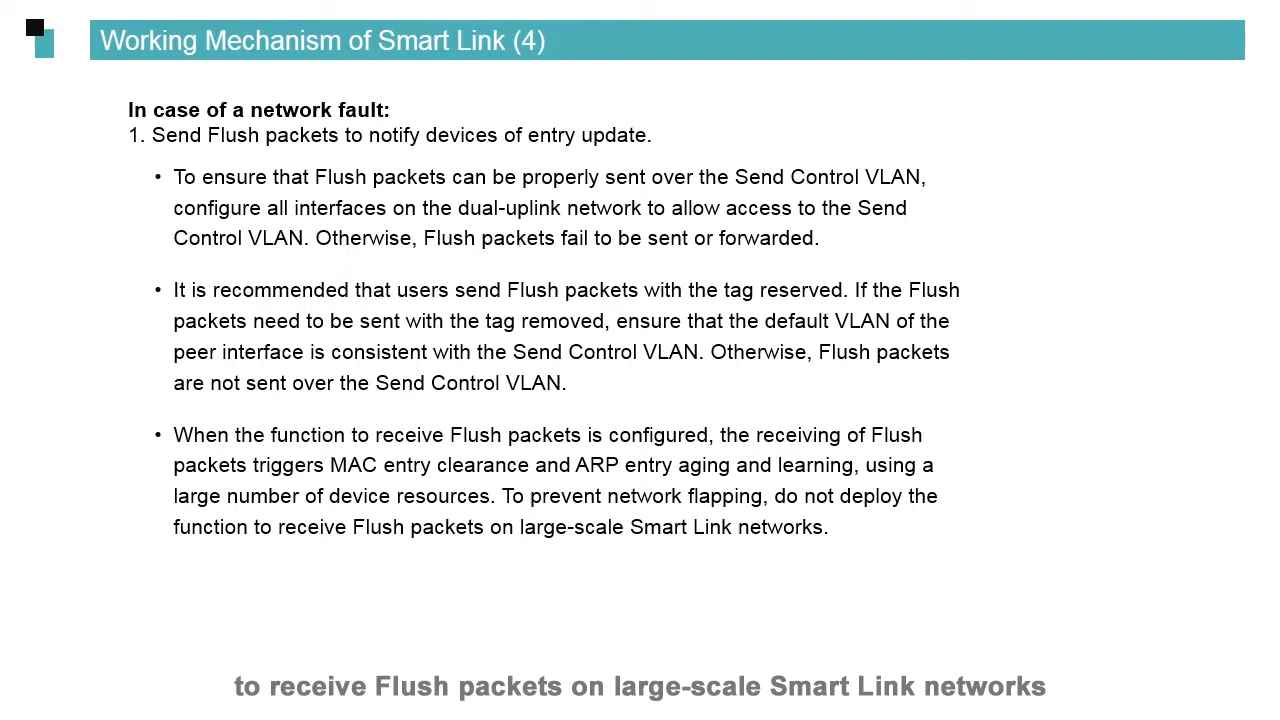 Working Mechanism of Smart Link (4)
In case of a network fault:
1. Send Flush packets to notify devices of entry update.
• To ensure that Flush packets can be properly sent over the Send Control VLAN,
configure all interfaces on the dual-uplink network to allow access to the Send
Control VLAN. Otherwise, Flush packets fail to be sent or forwarded.
• It is recommended that users send Flush packets with the tag reserved. If the Flush
packets need to be sent with the tag removed, ensure that the default VLAN of the
peer interface is consistent with the Send Control VLAN. Otherwise, Flush packets
are not sent over the Send Control VLAN.
• When the function to receive Flush packets is configured, the receiving of Flush
packets triggers MAC entry clearance and ARP entry aging and learning, using a
large number of device resources. To prevent network flapping, do not deploy the
function to receive Flush packets on large-scale Smart Link networks.
to receive Flush packets on large-scale Smart Link networks